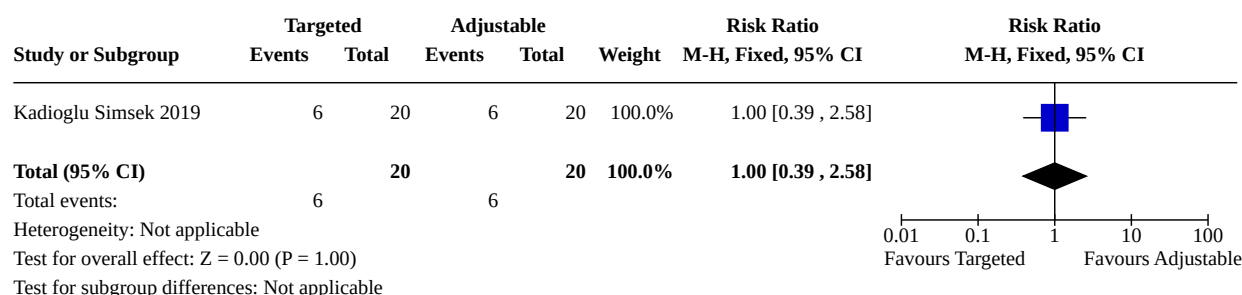 Targeted Adjustable Risk Ratio Risk Ratio
Study or Subgroup Events Total Events Total Weight M-H, Fixed, 95% CI M-H, Fixed, 95% CI
Kadioglu Simsek 2019 6 20 6 20 100.0% 1.00 [0.39 , 2.58]
Total (95% CI) 20 20 100.0% 1.00 [0.39 , 2.58]
Total events: 6 6
Heterogeneity: Not applicable
0.01 0.1 1 10 100
Test for overall effect: Z = 0.00 (P = 1.00)
Favours Targeted Favours Adjustable
Test for subgroup differences: Not applicable